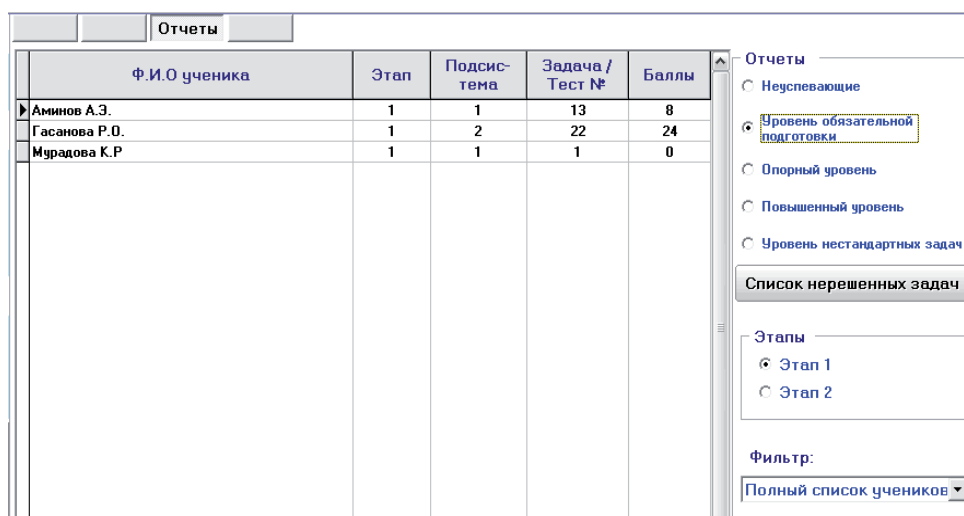 Отчеты
Ф.И.О ученика
Этап
Подсис-
тема
Задача /
Тест №
Баллы
Аминов А.З. 1 1 13 8
Гасанова Р.О. 1 2 22 24
Мурадова К.Р 1 1 1 0
Отчеты
Неуспевающие
Уровень обязательной
подготовки
Опорный уровень
Повышенный уровень
Уровень нестандартных задач
Список нерешенных задач
Этапы
Этап 1
Этап 2
Фильтр:
Полный список учеников